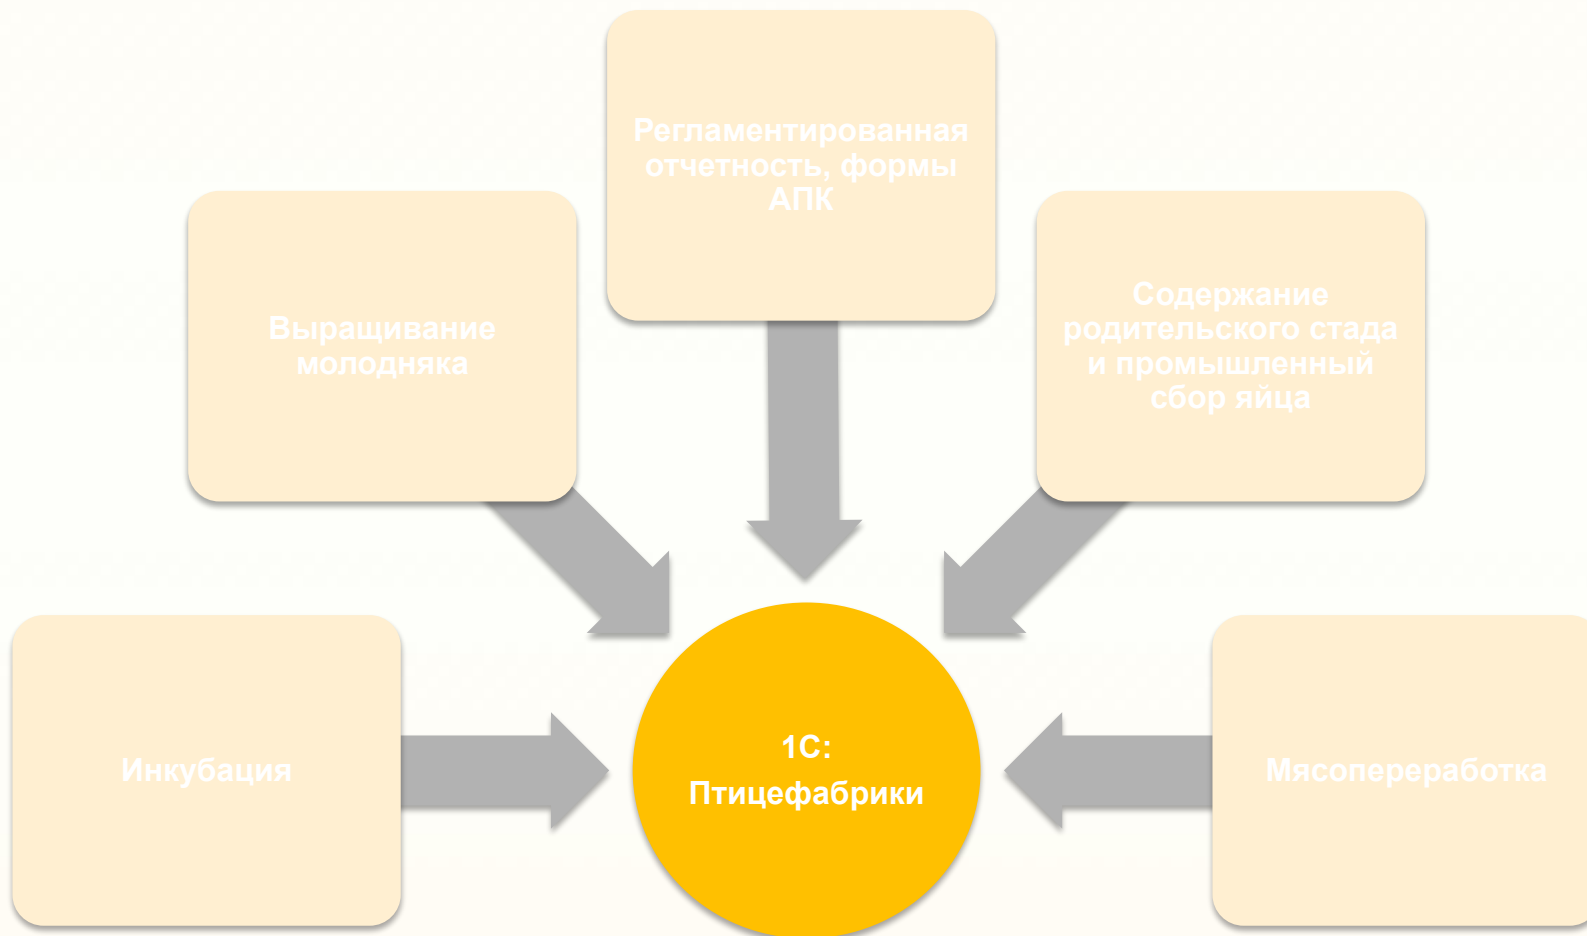 Регламентированная
отчетность, формы
АПК
Выращивание
молодняка
Содержание
родительского стада
и промышленный
сбор яйца
Инкубация
1С:
Птицефабрики
Мясопереработка